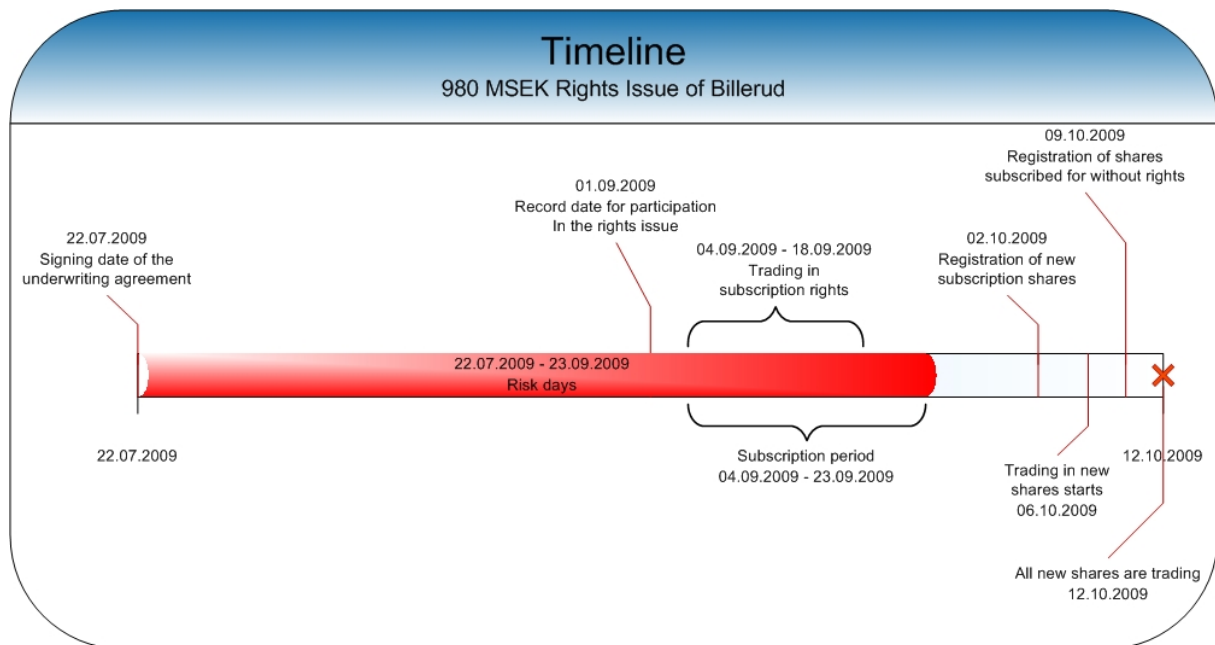 Timeline
980 MSEK Rights Issue of Billerud
09.10.2009
Registration of shares
subscribed for without rights
01.09.2009
Record date for participation
In the rights issue
22.07.2009
Signing date of the
underwriting agreement
04.09.2009 - 18.09.2009
Trading in
subscription rights
02.10.2009
Registration of new
subscription shares
22.07.2009 - 23.09.2009
Risk days
22.07.2009
Subscription period
04.09.2009 - 23.09.2009
12.10.2009
Trading in new
shares starts
06.10.2009
All new shares are trading
12.10.2009